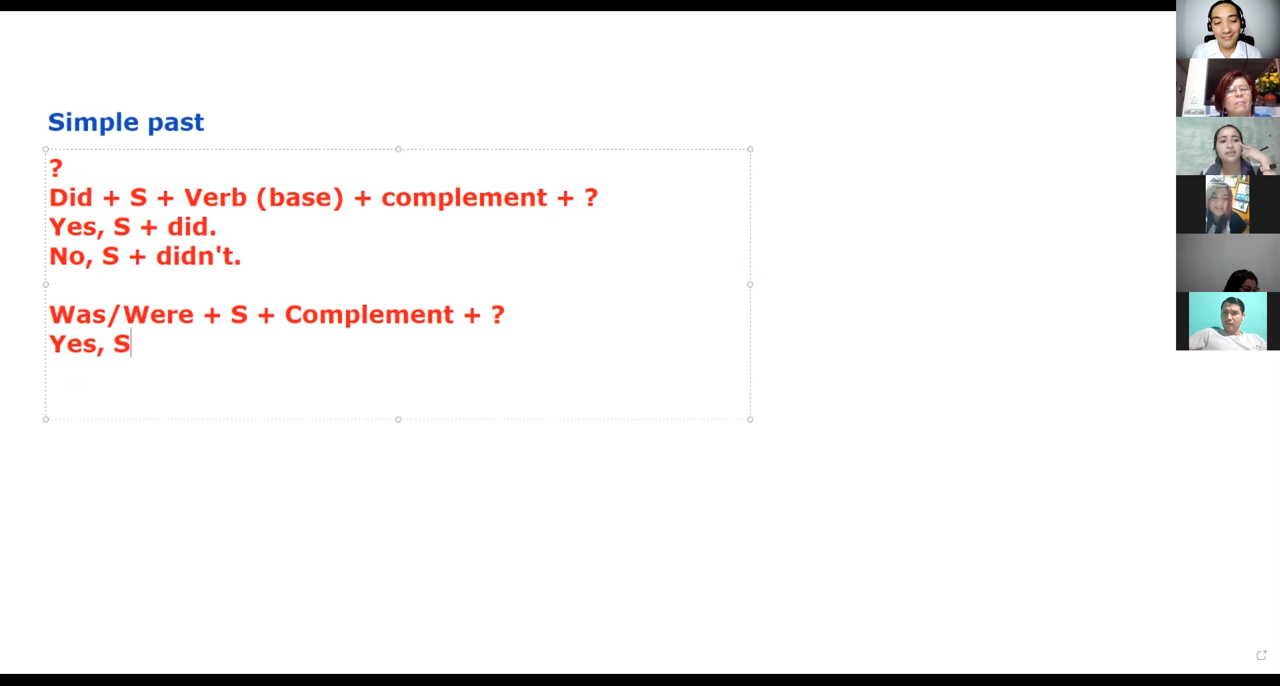 Simple past
?
Did + S + Verb (base) + complement + ?
Yes, S + did.
No, S + didn't.
Was/Were + S + Complement + ?
Yes, S